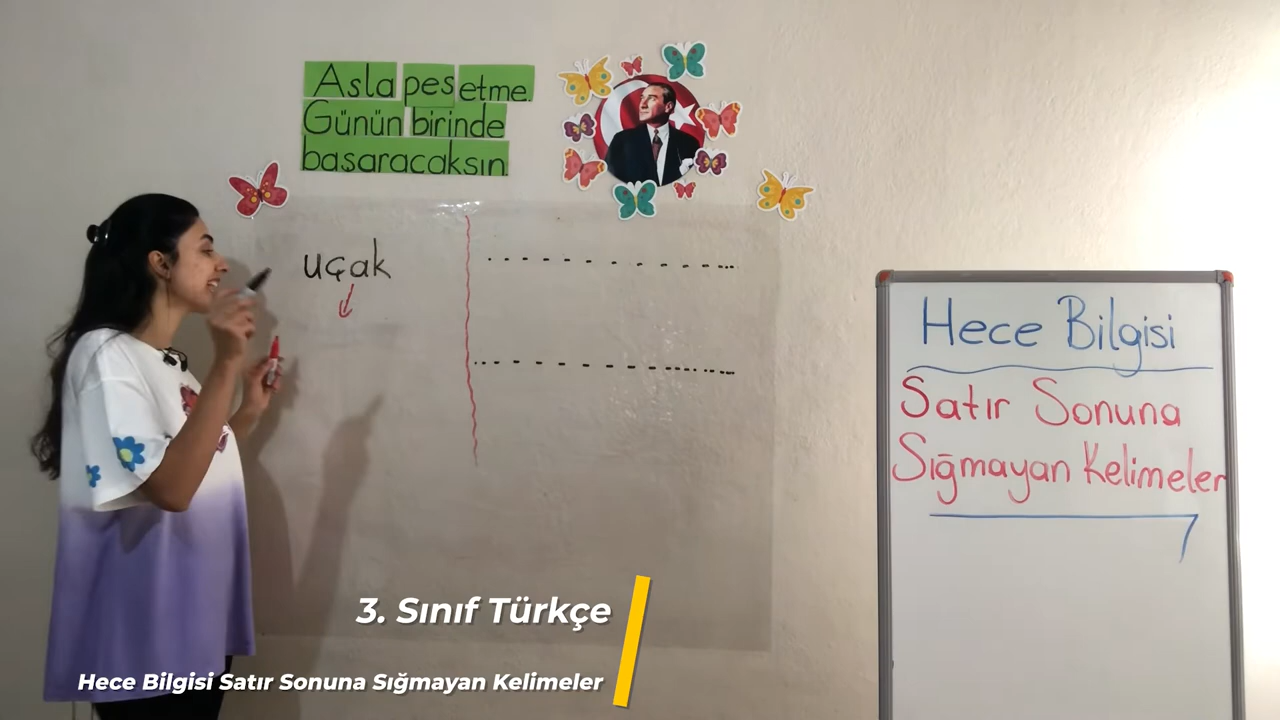 Asla pes etme.
Günün birinde
başaracaksın.
uçak
Hece Bilgisi
Satır Sonuna
Sığmayan Kelimeler
3. Sınıf Türkçe
Hece Bilgisi Satır Sonuna Sığmayan Kelimeler